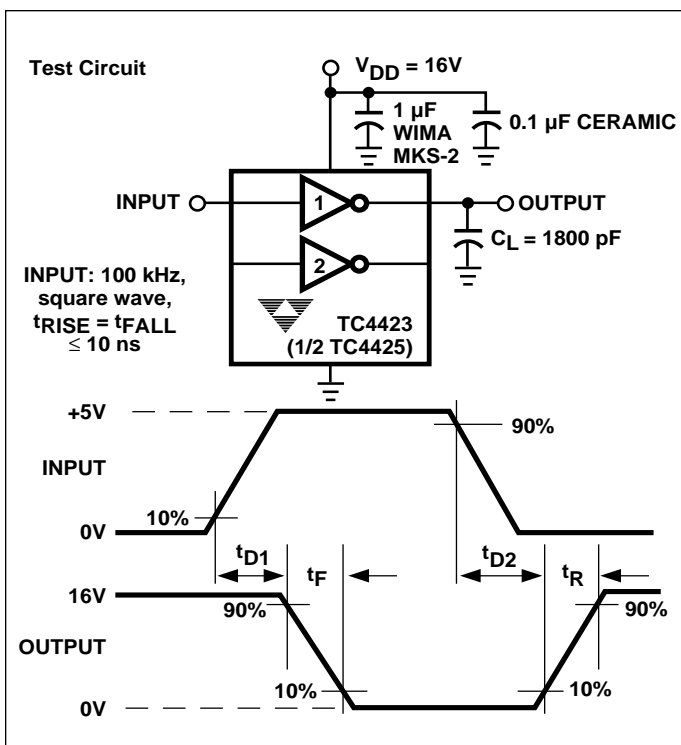 Test Circuit
VDD = 16V
1 µF
WIMA
MKS-2
0.1 µF CERAMIC
INPUT
1
OUTPUT
CL = 1800 pF
2
INPUT: 100 kHz,
square wave,
tRISE = tFALL
≤ 10 ns
TC4423
(1/2 TC4425)
+5V
90%
INPUT
10%
0V
tD1
tF
tD2
tR
16V
90%
90%
OUTPUT
10%
10%
0V